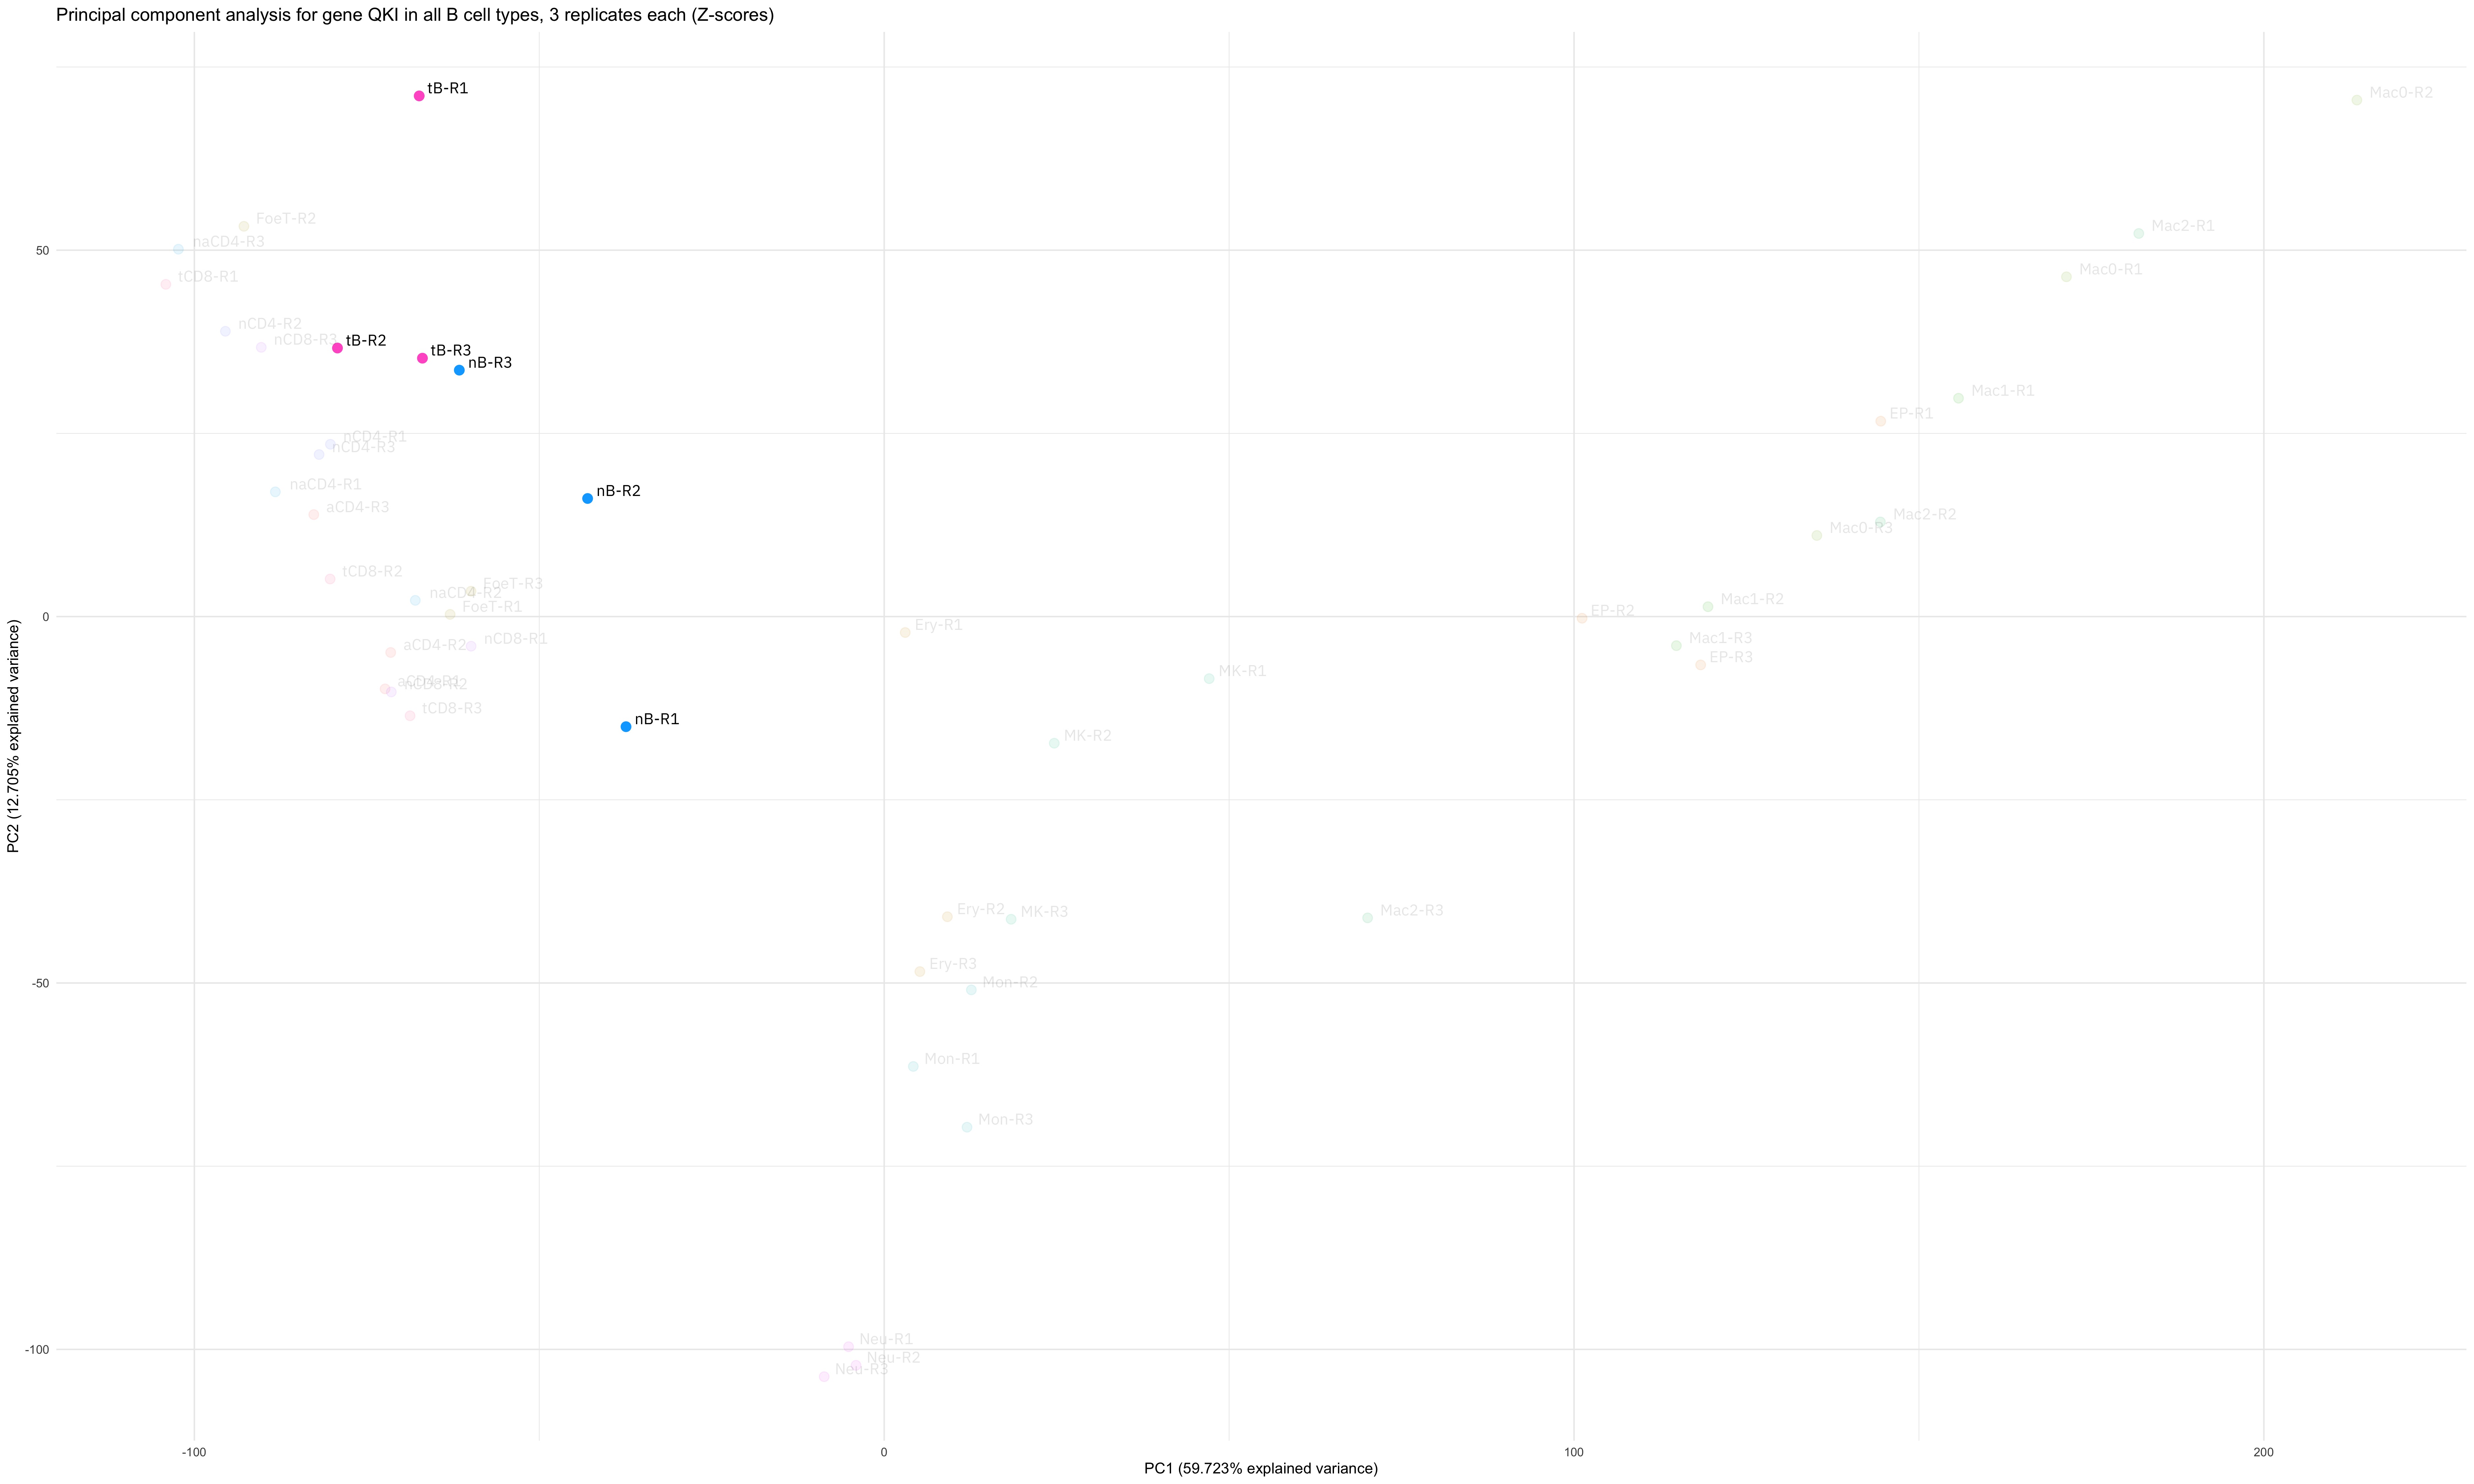 Principal component analysis for gene QKI in all B cell types, 3 replicates each (Z-scores)
tB-R1
Mac0-R2
FoeT-R2
Mac2-R1
naCD4-R3
50
Mac0-R1
tCD8-R1
nCD4-R2
nCD8-R3
tB-R2
tB-R3
nB-R3
Mac1-R1
EP-R1
nCD4-R1
nCD4-R3
naCD4-R1
nB-R2
aCD4-R3
Mac2-R2
Mac0-R3
tCD8-R2
FoeT-R3
naCD4-R2
Mac1-R2
FoeT-R1
EP-R2
0
Ery-R1
nCD8-R1
Mac1-R3
aCD4-R2
EP-R3
MK-R1
aCD4-R1
nCD8-R2
tCD8-R3
nB-R1
MK-R2
PC2 (12.705% explained variance)
Ery-R2
MK-R3
Mac2-R3
Ery-R3
Mon-R2
-50
Mon-R1
Mon-R3
Neu-R1
-100
Neu-R2
Neu-R3
-100
0
100
200
PC1 (59.723% explained variance)